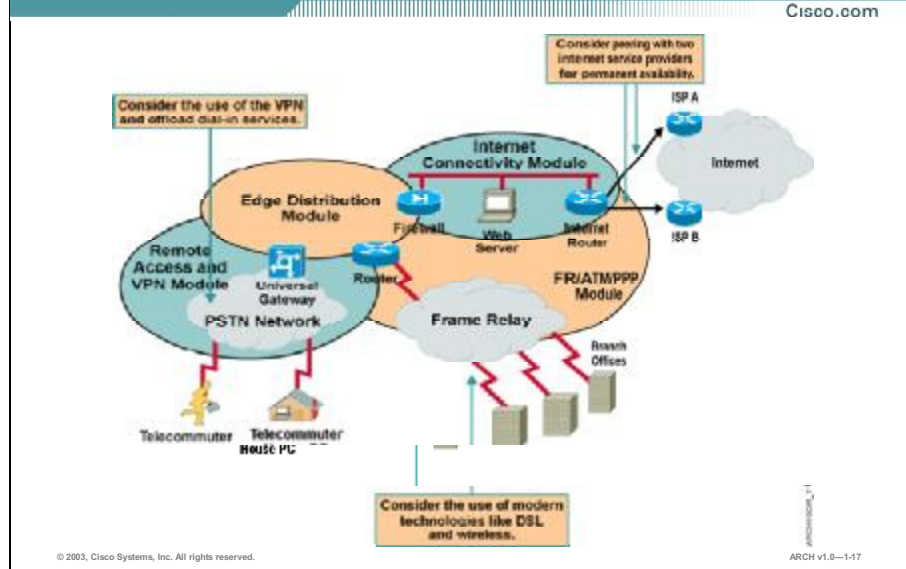 Cisco.com
Consider peering with two
internet service providers
for permanent availability.
Consider the use of the VPN
and offload dial-in services.
ISP A
Internet
Connectivity Module
Internet
Edge Distribution
Module
Firewall
Web
Server
Internet
Router
ISP B
Remote
Access and
VPN Module
Universal
Gateway
Router
FR/ATM/PPP
Module
PSTN Network
Frame Relay
Branch
Offices
Telecommuter
Telecommuter
House PC
Consider the use of modern
technologies like DSL
and wireless.
© 2003, Cisco Systems, Inc. All rights reserved.
ARCH v1.0—1-17